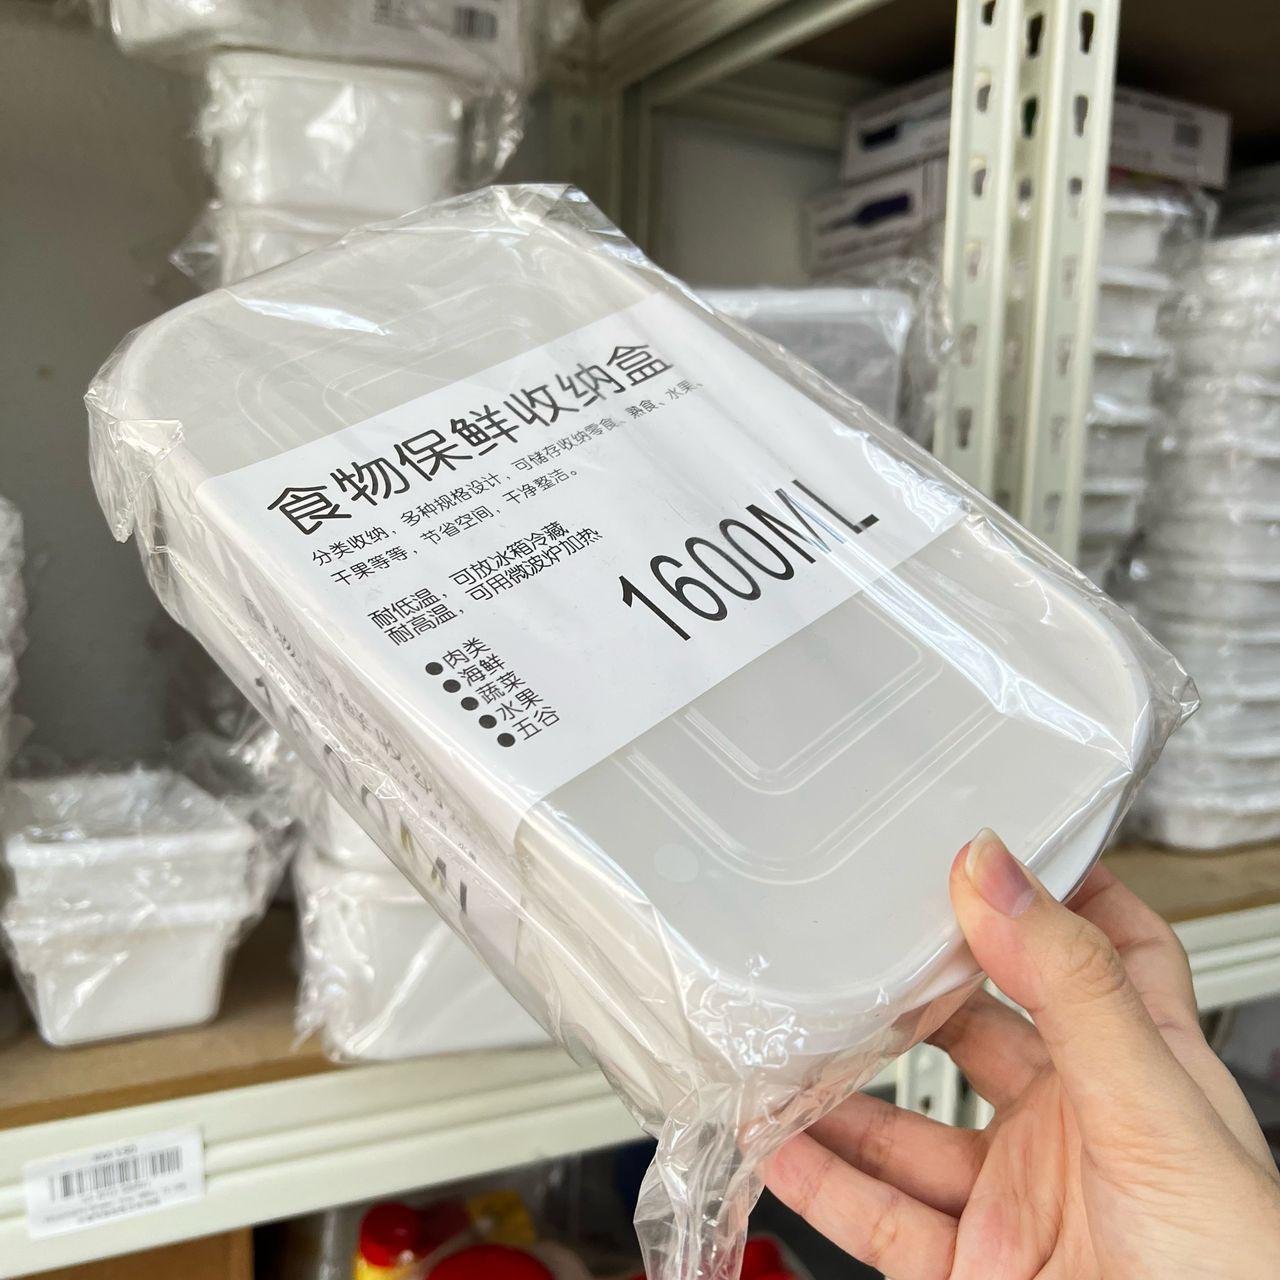 食物保鲜收纳盒
分类收纳，多种规格设计，可储存收纳零食、熟食、水果、
干果等等，节省空间，干净整洁。
耐低温，可放冰箱冷藏
耐高温，可用微波炉加热
1600ML
●肉类
●海鲜
●蔬菜
●水果
●五谷